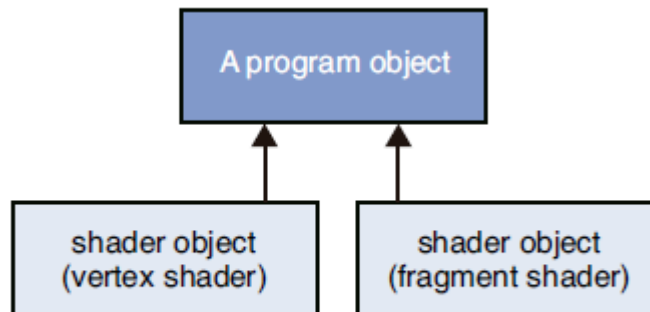 A program object
shader object
(vertex shader)
shader object
(fragment shader)